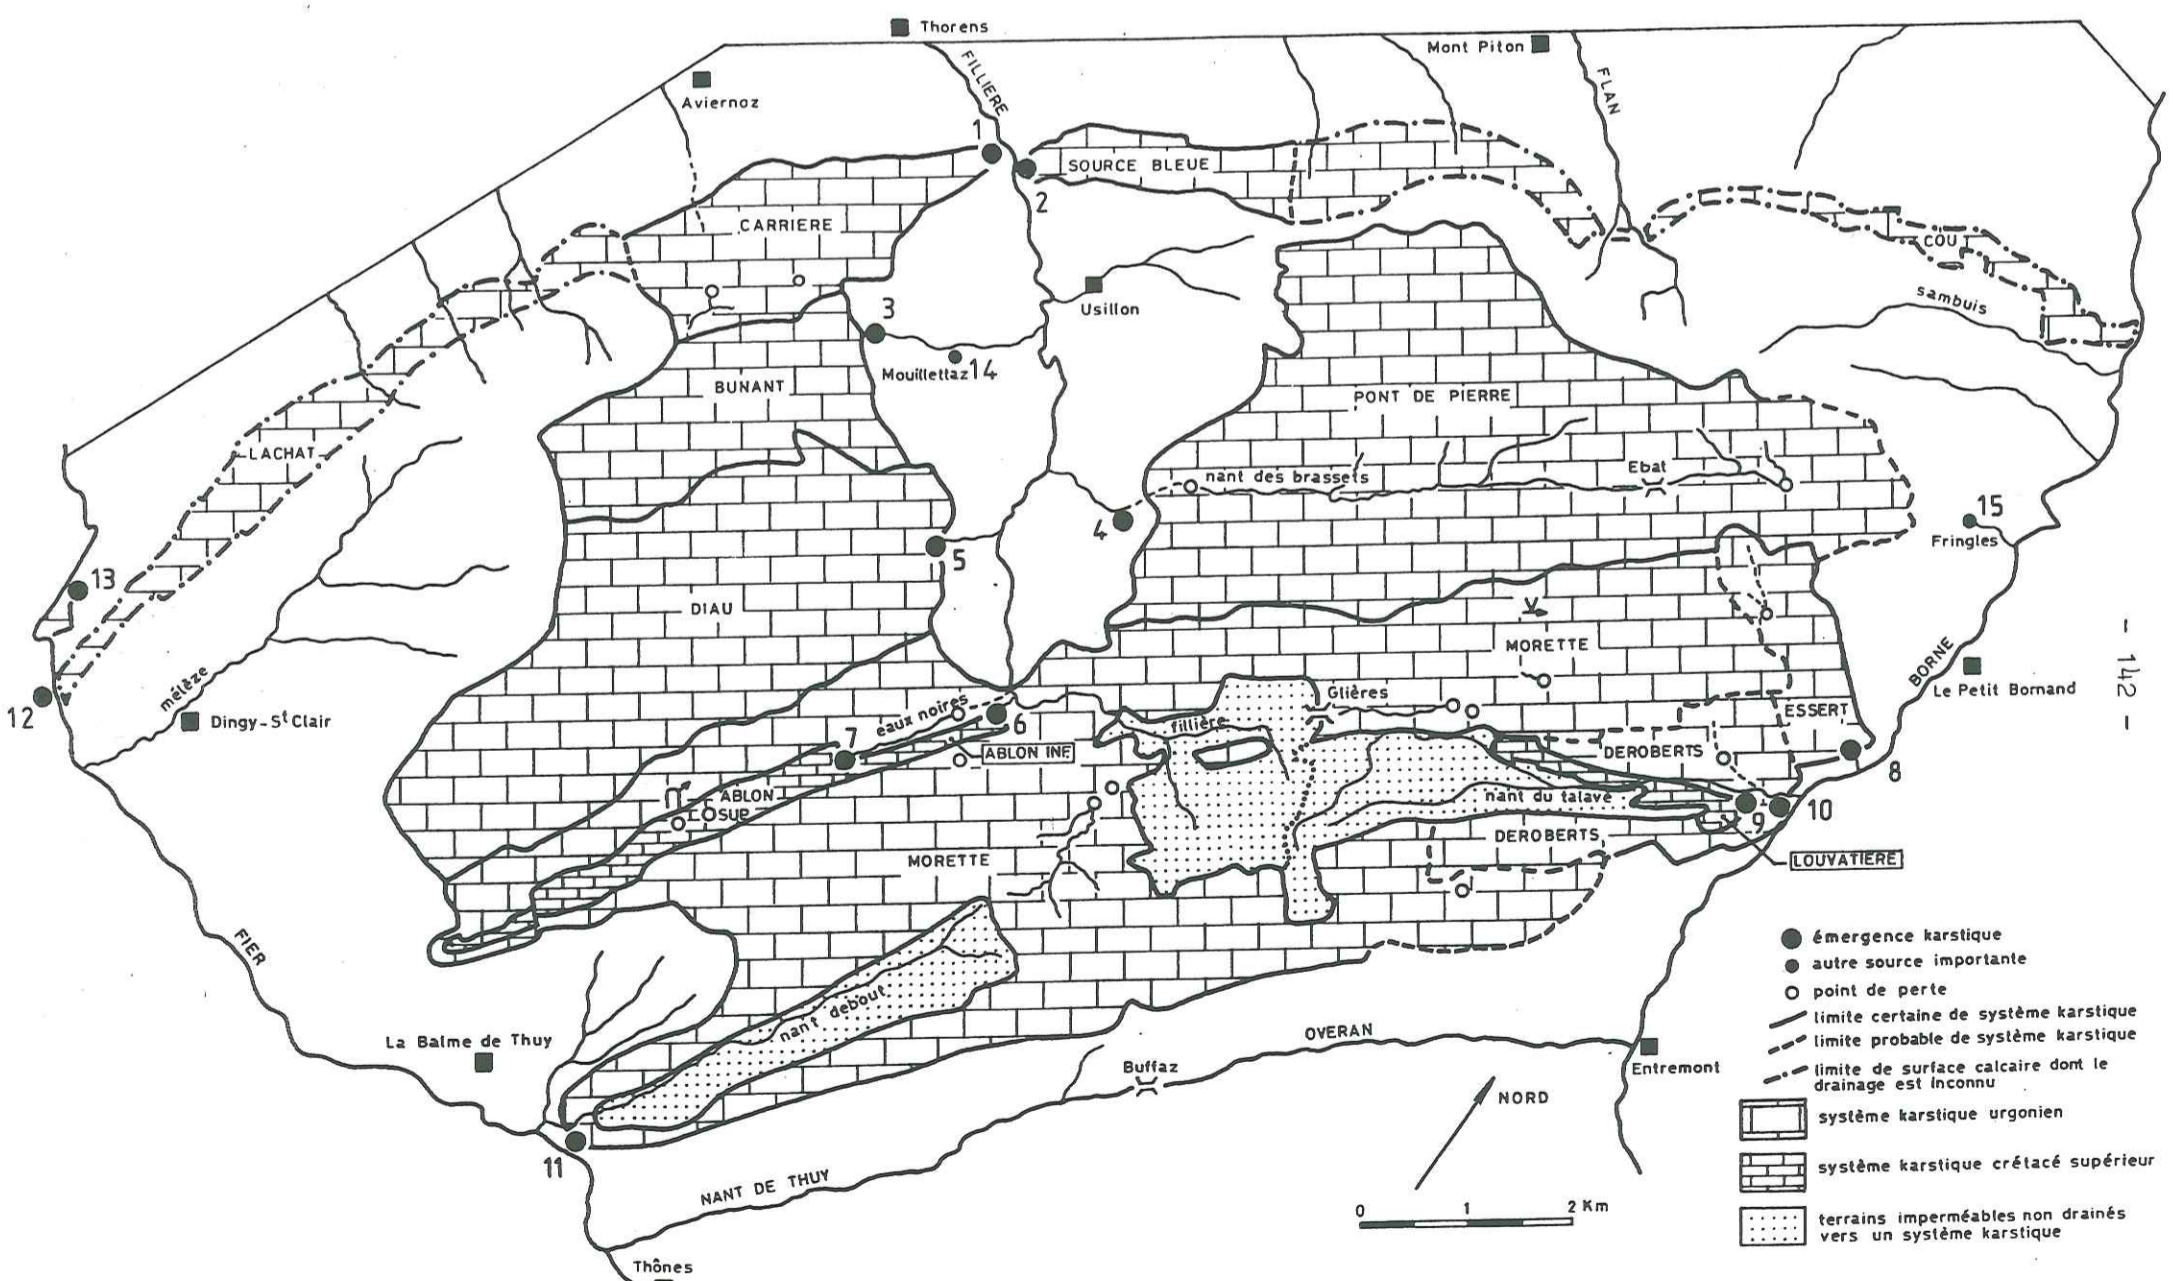 Thorens
Mont Piton
FILLIERE
FLAN
Aviernoz
1
SOURCE BLEUE
2
CARRIERE
COU
sambuis
Usillon
3
Mouillettaz 14
BUNANT
PONT DE PIERRE
LACHAT
nant des brassets
Ebat
4
15
Fringles
5
13
DIAU
MORETTE
BORNE
Le Petit Bornand
mélèze
12
Dingy-St Clair
Glières
ESSERT
eaux noires
6
fillière
7
ABLON INF.
DEROBERTS
8
ABLON
SUP
nant du talavé
9
10
DEROBERTS
MORETTE
LOUVATIERE
FIER
nant debout
La Balme de Thuy
OVERAN
Buffaz
Entremont
11
NANT DE THUY
Thônes
NORD
0 1 2 Km
émergence karstique
autre source importante
point de perte
limite certaine de système karstique
limite probable de système karstique
limite de surface calcaire dont le
drainage est inconnu
système karstique urgonien
système karstique crétacé supérieur
terrains imperméables non drainés
vers un système karstique
- 142 -